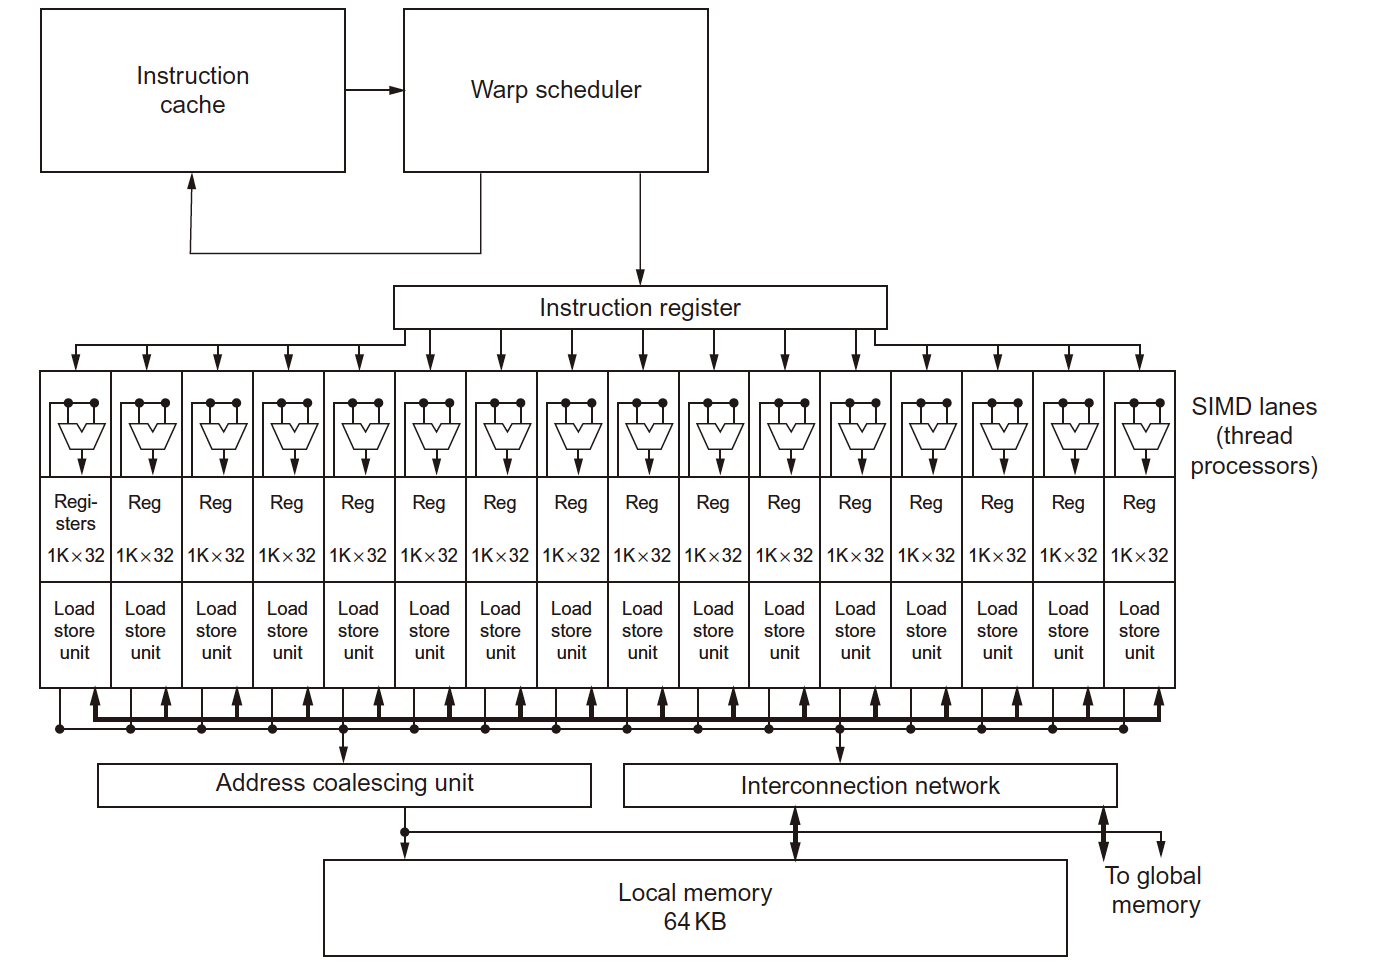 Instruction
cache
Warp scheduler
Instruction register
SIMD lanes
(thread
processors)
Regi-
sters
Reg Reg Reg Reg Reg Reg Reg Reg Reg Reg Reg Reg Reg Reg Reg
1K×32 1K×32 1K×32 1K×32 1K×32 1K×32 1K×32 1K×32 1K×32 1K×32 1K×32 1K×32 1K×32 1K×32 1K×32 1K×32
Load Load Load Load Load Load Load Load Load Load Load Load Load Load Load Load
store store store store store store store store store store store store store store store store
unit unit unit unit unit unit unit unit unit unit unit unit unit unit unit unit
Address coalescing unit
Interconnection network
Local memory
64 KB
To global
memory